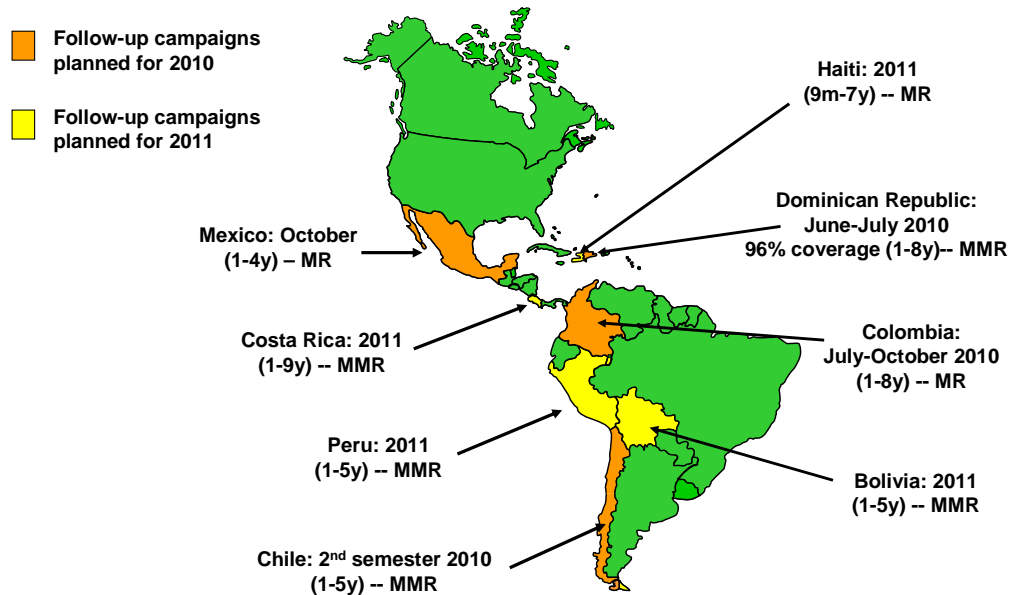 Follow-up campaigns
planned for 2010
Follow-up campaigns
planned for 2011
Haiti: 2011
(9m-7y) -- MR
Dominican Republic:
June-July 2010
96% coverage (1-8y)-- MMR
Mexico: October
(1-4y) – MR
Costa Rica: 2011
(1-9y) -- MMR
Colombia:
July-October 2010
(1-8y) -- MR
Peru: 2011
(1-5y) -- MMR
Bolivia: 2011
(1-5y) -- MMR
Chile: 2nd semester 2010
(1-5y) -- MMR